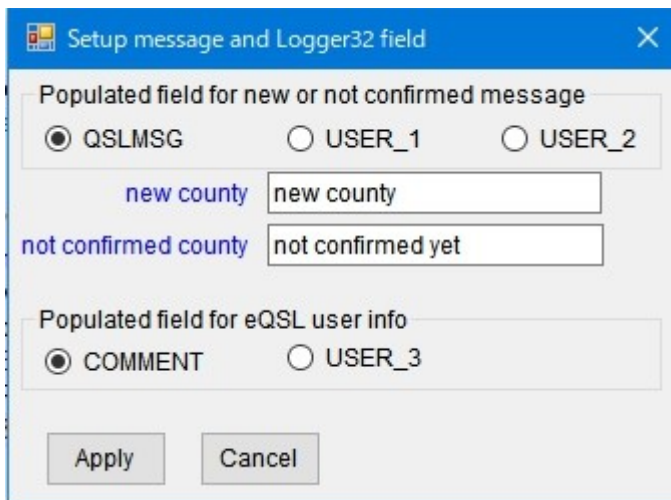 Setup message and Logger32 field
Populated field for new or not confirmed message
QSLMSG USER_1 USER_2
new county new county
not confirmed county not confirmed yet
Populated field for eQSL user info
COMMENT USER_3
Apply Cancel